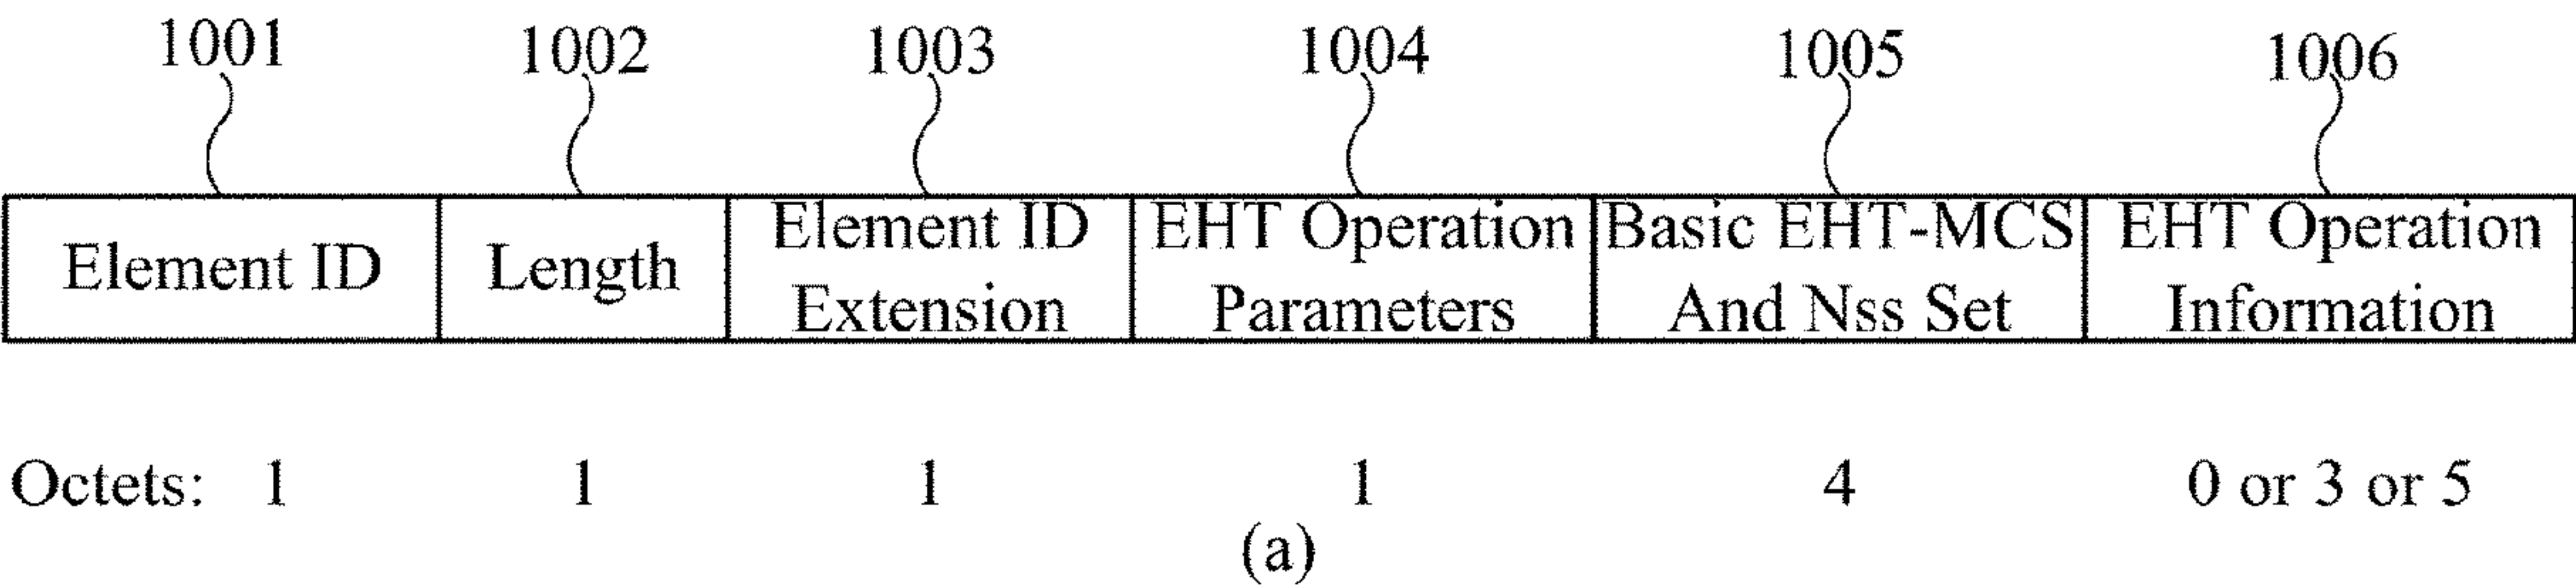 1001 1002 1003 1004 1005 1006
Element ID Length Element ID Extension EHT Operation Parameters Basic EHT-MCS And Nss Set EHT Operation Information
Octets: 1 1 1 1 4 0 or 3 or 5
(a)